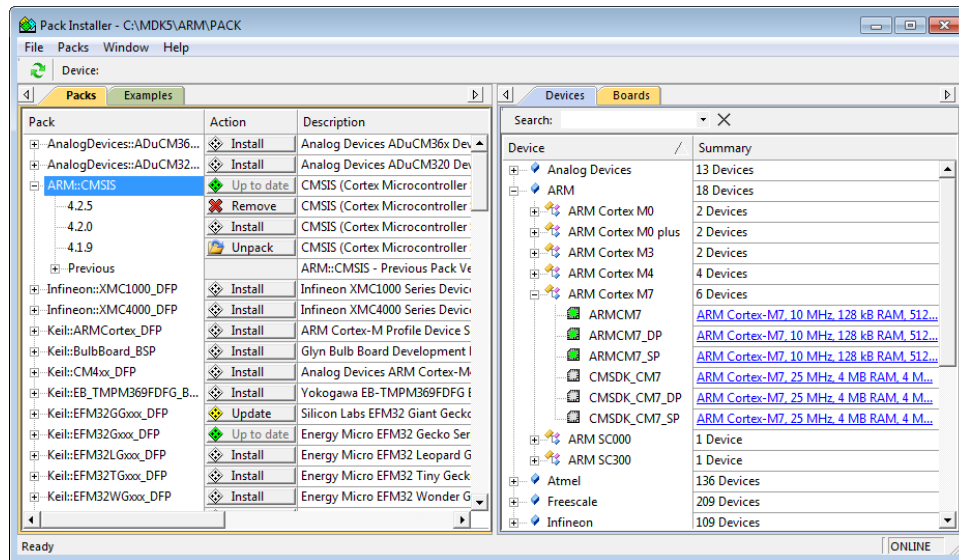 Pack Installer - C:\MDK5\ARM\PACK
File Packs Window Help
Device:
Packs Examples
Pack Action Description
AnalogDevices::ADuCM36... Install Analog Devices ADuCM36x Dev
AnalogDevices::ADuCM32... Install Analog Devices ADuCM320 Dev
ARM::CMSIS Up to date CMSIS (Cortex Microcontroller
4.2.5 Remove CMSIS (Cortex Microcontroller
4.2.0 Install CMSIS (Cortex Microcontroller
4.1.9 Unpack CMSIS (Cortex Microcontroller
Previous ARM::CMSIS - Previous Pack Ve
Infineon::XMC1000_DFP Install Infineon XMC1000 Series Devic
Infineon::XMC4000_DFP Install Infineon XMC4000 Series Devic
Keil::ARMCortex_DFP Install ARM Cortex-M Profile Device S
Keil::BulbBoard_BSP Install Glyn Bulb Board Development
Keil::CM4xx_DFP Install Analog Devices ARM Cortex-M
Keil::EB_TMPM369FDFG_B... Install Yokogawa EB-TMPM369FDFG E
Keil::EFM32GGxxx_DFP Update Silicon Labs EFM32 Giant Gecko
Keil::EFM32Gxxx_DFP Up to date Energy Micro EFM32 Gecko Ser
Keil::EFM32LGxxx_DFP Install Energy Micro EFM32 Leopard G
Keil::EFM32TGxxx_DFP Install Energy Micro EFM32 Tiny Geck
Keil::EFM32WGxxx_DFP Install Energy Micro EFM32 Wonder G
Devices Boards
Search:
Device / Summary
Analog Devices 13 Devices
ARM 18 Devices
ARM Cortex M0 2 Devices
ARM Cortex M0 plus 2 Devices
ARM Cortex M3 2 Devices
ARM Cortex M4 4 Devices
ARM Cortex M7 6 Devices
ARMCM7 ARM Cortex-M7, 10 MHz, 128 kB RAM, 512...
ARMCM7_DP ARM Cortex-M7, 10 MHz, 128 kB RAM, 512...
ARMCM7_SP ARM Cortex-M7, 10 MHz, 128 kB RAM, 512...
CMSDK_CM7 ARM Cortex-M7, 25 MHz, 4 MB RAM, 4 M...
CMSDK_CM7_DP ARM Cortex-M7, 25 MHz, 4 MB RAM, 4 M...
CMSDK_CM7_SP ARM Cortex-M7, 25 MHz, 4 MB RAM, 4 M...
ARM SC000 1 Device
ARM SC300 1 Device
Atmel 136 Devices
Freescale 209 Devices
Infineon 109 Devices
Ready ONLINE